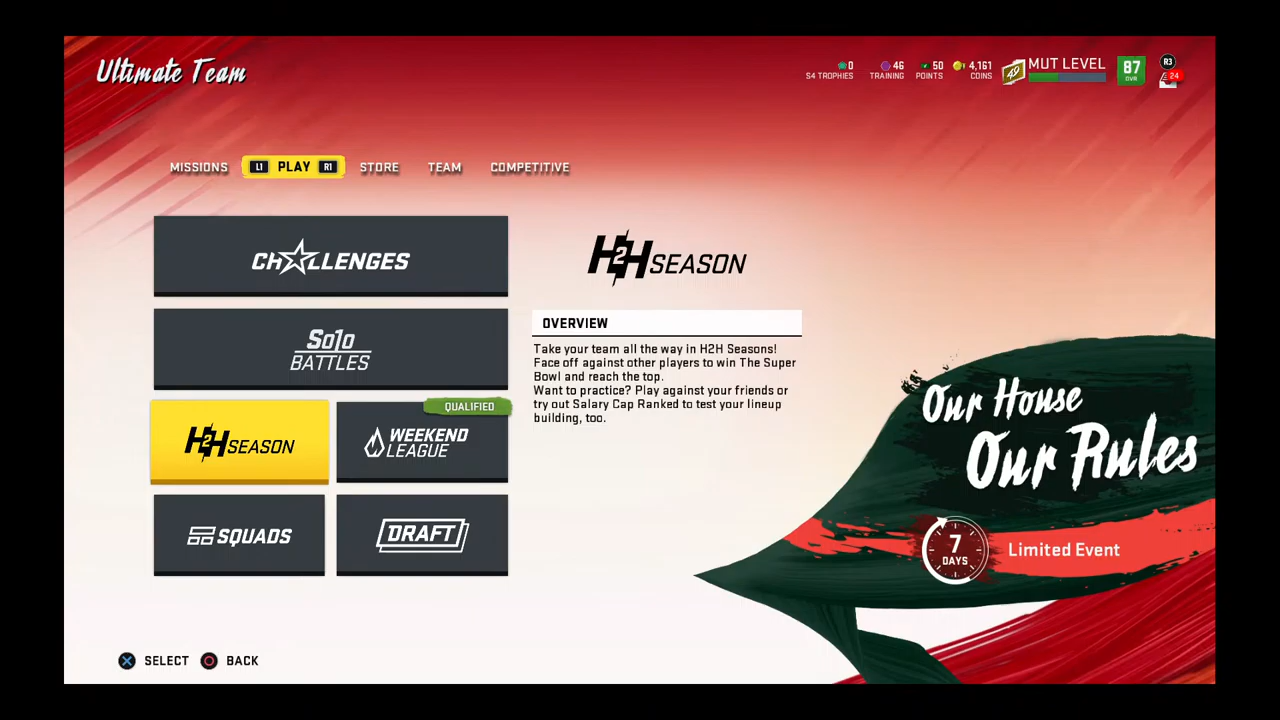 Ultimate Team
0
S4 TROPHIES
46
TRAINING
50
POINTS
4,161
COINS
49
MUT LEVEL
87
OVR
R3
24
MISSIONS
L1 PLAY R1
STORE
TEAM
COMPETITIVE
CHALLENGES
Solo
BATTLES
H2H SEASON
QUALIFIED
WEEKEND
LEAGUE
SQUADS
DRAFT
H2H SEASON
OVERVIEW
Take your team all the way in H2H Seasons!
Face off against other players to win The Super
Bowl and reach the top.
Want to practice? Play against your friends or
try out Salary Cap Ranked to test your lineup
building, too.
Our House
Our Rules
7
DAYS
Limited Event
SELECT
BACK